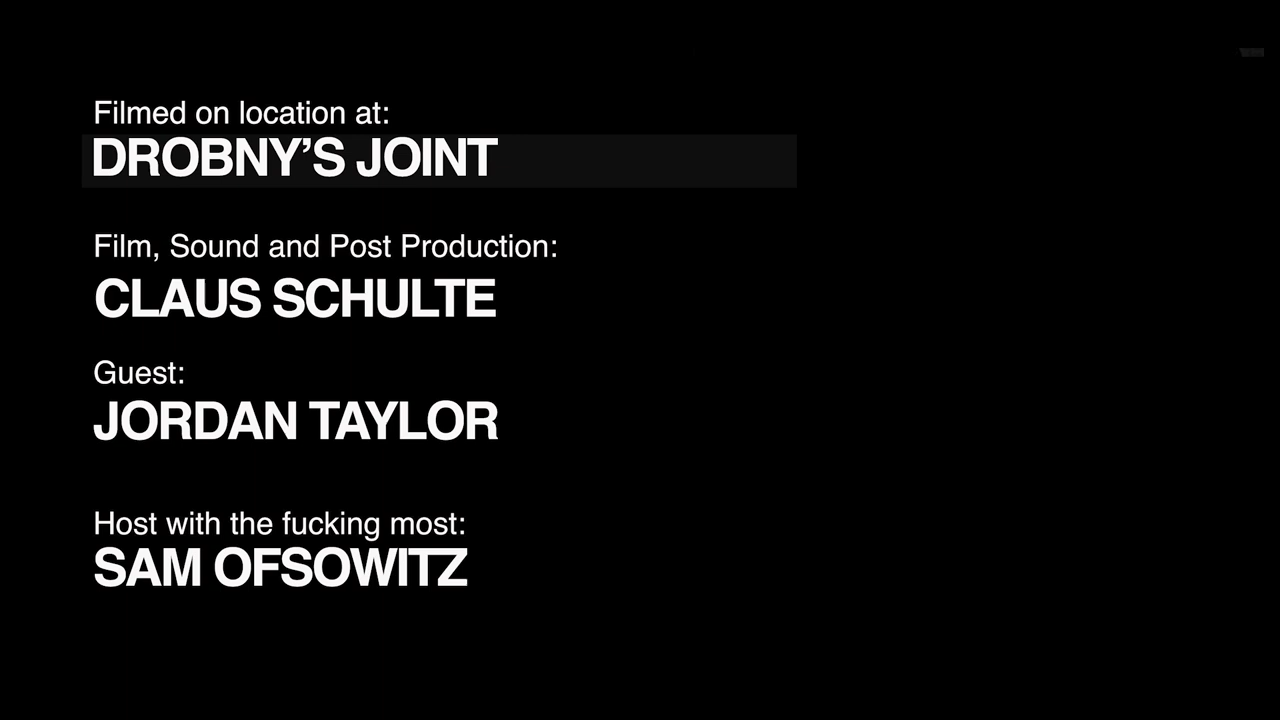 Filmed on location at:
DROBNY’S JOINT
Film, Sound and Post Production:
CLAUS SCHULTE
Guest:
JORDAN TAYLOR
Host with the fucking most:
SAM OFSOWITZ